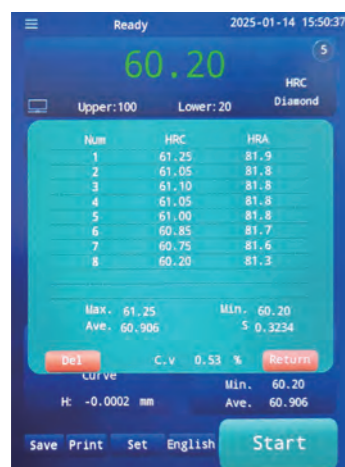 Ready 2025-01-14 15:50:37
5
60.20
HRC
Upper:100 Lower:20 Diamond
Num HRC HRA
1 61.25 81.9
2 61.05 81.8
3 61.10 81.8
4 61.05 81.8
5 61.00 81.8
6 60.85 81.7
7 60.75 81.6
8 60.20 81.3
Max. 61.25 Min. 60.20
Ave. 60.906 S 0.3234
Del C.v 0.53 % Return
Curve
Min. 60.20
H: -0.0002 mm Ave. 60.906
Save Print Set English Start